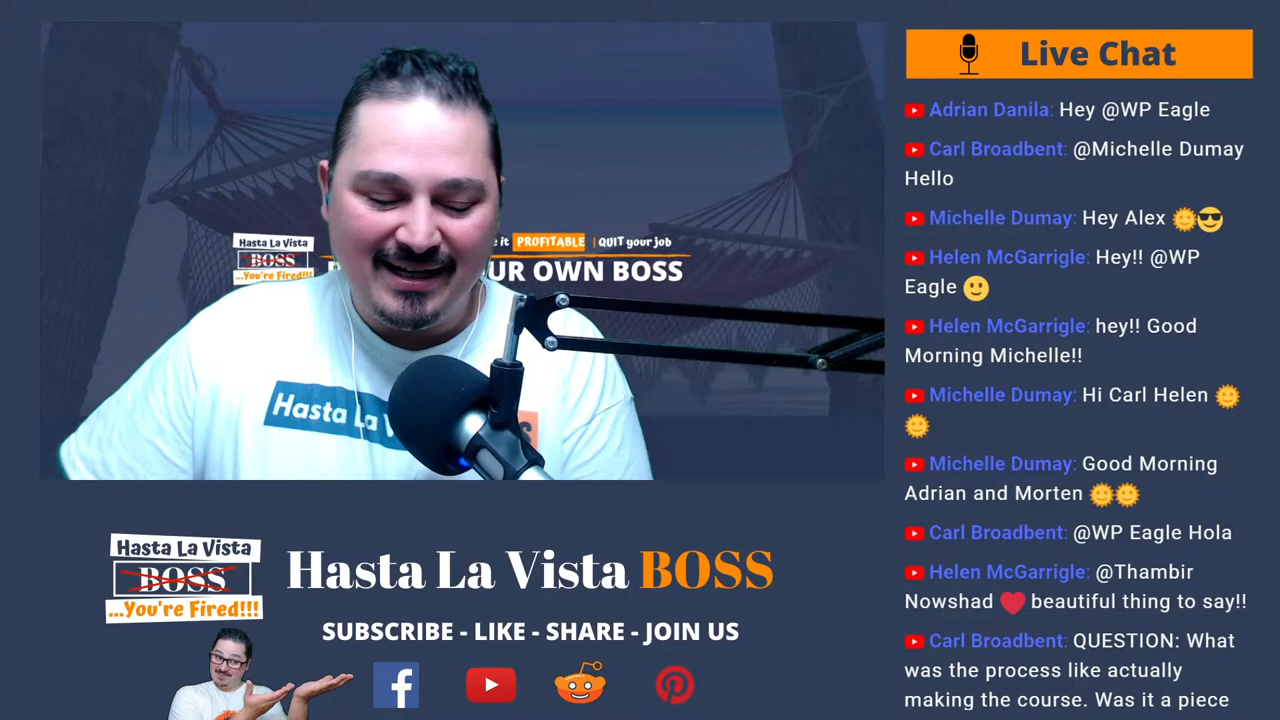 Hasta La Vista
BOSS
...You're Fired!!!
e it PROFITABLE | QUIT your job
UR OWN BOSS
Hasta La V
Hasta La Vista
BOSS
...You're Fired!!!
Hasta La Vista BOSS
SUBSCRIBE - LIKE - SHARE - JOIN US
Live Chat
Adrian Danila: Hey @WP Eagle
Carl Broadbent: @Michelle Dumay
Hello
Michelle Dumay: Hey Alex 🌞😎
Helen McGarrigle: Hey!! @WP
Eagle 🙂
Helen McGarrigle: hey!! Good
Morning Michelle!!
Michelle Dumay: Hi Carl Helen 🌞
🌞
Michelle Dumay: Good Morning
Adrian and Morten 🌞🌞
Carl Broadbent: @WP Eagle Hola
Helen McGarrigle: @Thambir
Nowshad ❤️ beautiful thing to say!!
Carl Broadbent: QUESTION: What
was the process like actually
making the course. Was it a piece